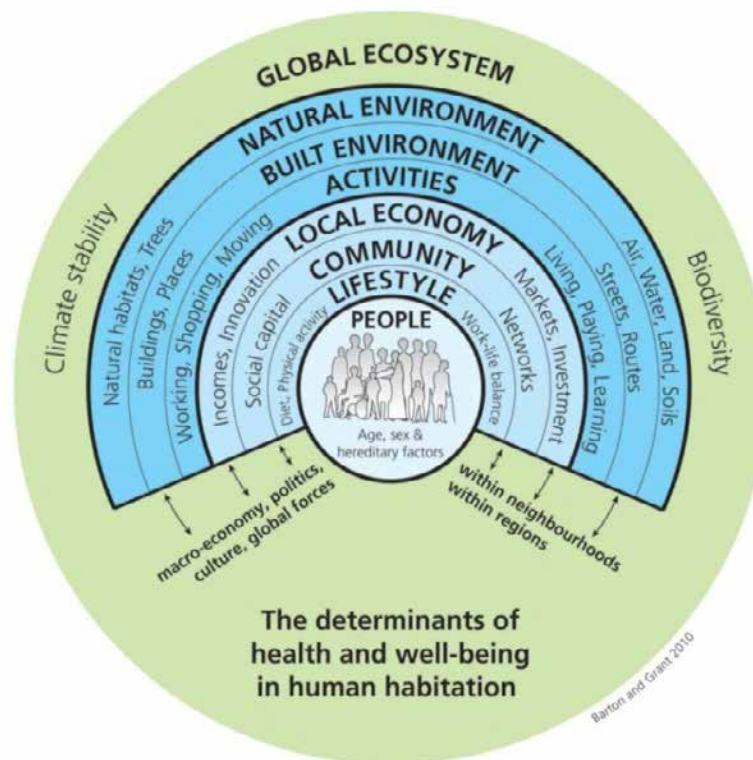 GLOBAL ECOSYSTEM
NATURAL ENVIRONMENT
BUILT ENVIRONMENT
ACTIVITIES
LOCAL ECONOMY
COMMUNITY
LIFESTYLE
PEOPLE
Age, sex &
hereditary factors
Climate stability
Natural habitats, Trees
Buildings, Places
Working, Shopping, Moving
Incomes, Innovation
Social capital
Diet, Physical activity
Work-life balance
Networks
Markets, Investment
Living, Playing, Learning
Streets, Routes
Air, Water, Land, Soils
Biodiversity
macro-economy, politics,
culture, global forces
within neighbourhoods
within regions
The determinants of
health and well-being
in human habitation
Barton and Grant 2010